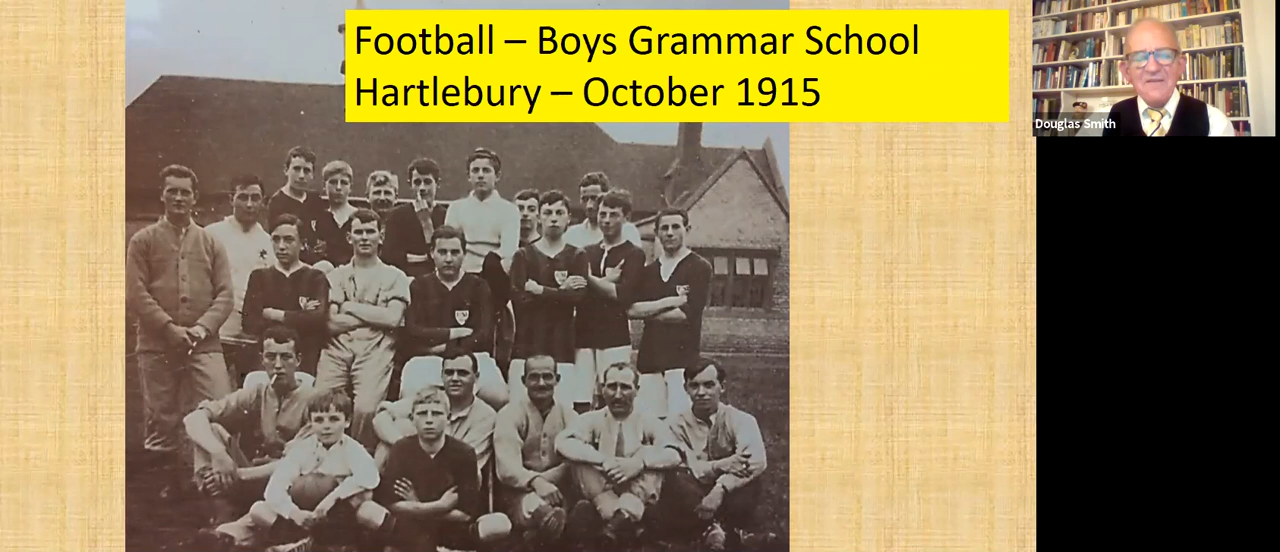 Football – Boys Grammar School
Hartlebury – October 1915
Douglas Smith